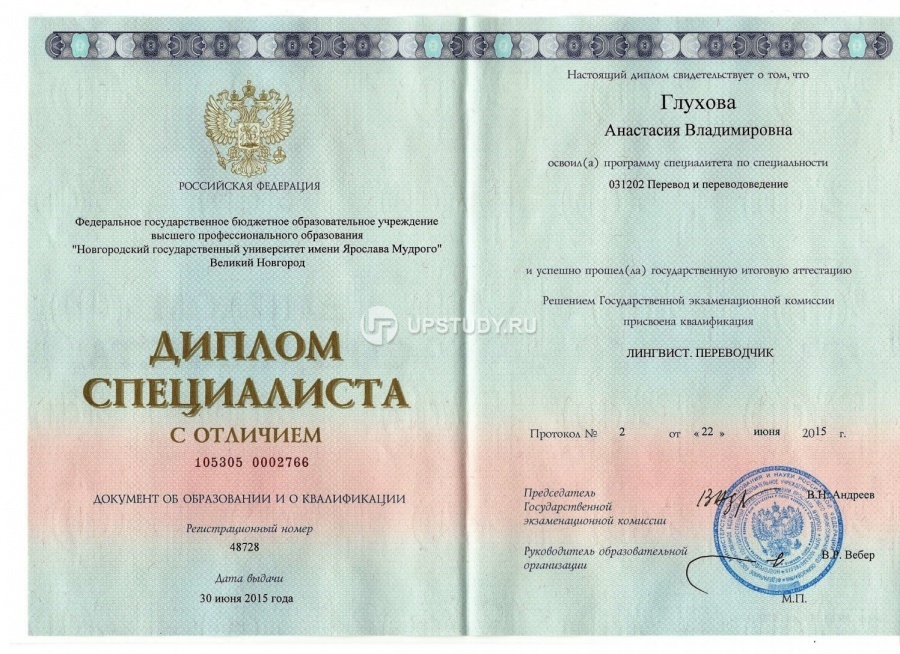 РОССИЙСКАЯ ФЕДЕРАЦИЯ
Федеральное государственное бюджетное образовательное учреждение
высшего профессионального образования
"Новгородский государственный университет имени Ярослава Мудрого"
Великий Новгород
ДИПЛОМ
СПЕЦИАЛИСТА
С ОТЛИЧИЕМ
105305 0002766
ДОКУМЕНТ ОБ ОБРАЗОВАНИИ И О КВАЛИФИКАЦИИ
Регистрационный номер
48728
Дата выдачи
30 июня 2015 года
UPSTUDY.RU
Настоящий диплом свидетельствует о том, что
Глухова
Анастасия Владимировна
освоил(а) программу специалитета по специальности
031202 Перевод и переводоведение
и успешно прошел(ла) государственную итоговую аттестацию
Решением Государственной экзаменационной комиссии
присвоена квалификация
ЛИНГВИСТ. ПЕРЕВОДЧИК
Протокол № 2 от «22 » июня 2015 г.
Председатель
Государственной
экзаменационной комиссии
В.Н. Андреев
Руководитель образовательной
организации
В.Р. Вебер
М.П.